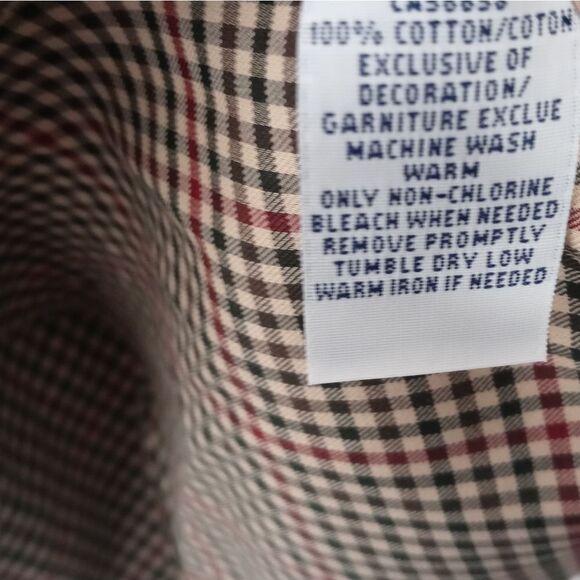 100% COTTON/COTON
EXCLUSIVE OF
DECORATION/
GARNITURE EXCLUE
MACHINE WASH
WARM
ONLY NON-CHLORINE
BLEACH WHEN NEEDED
REMOVE PROMPTLY
TUMBLE DRY LOW
WARM IRON IF NEEDED